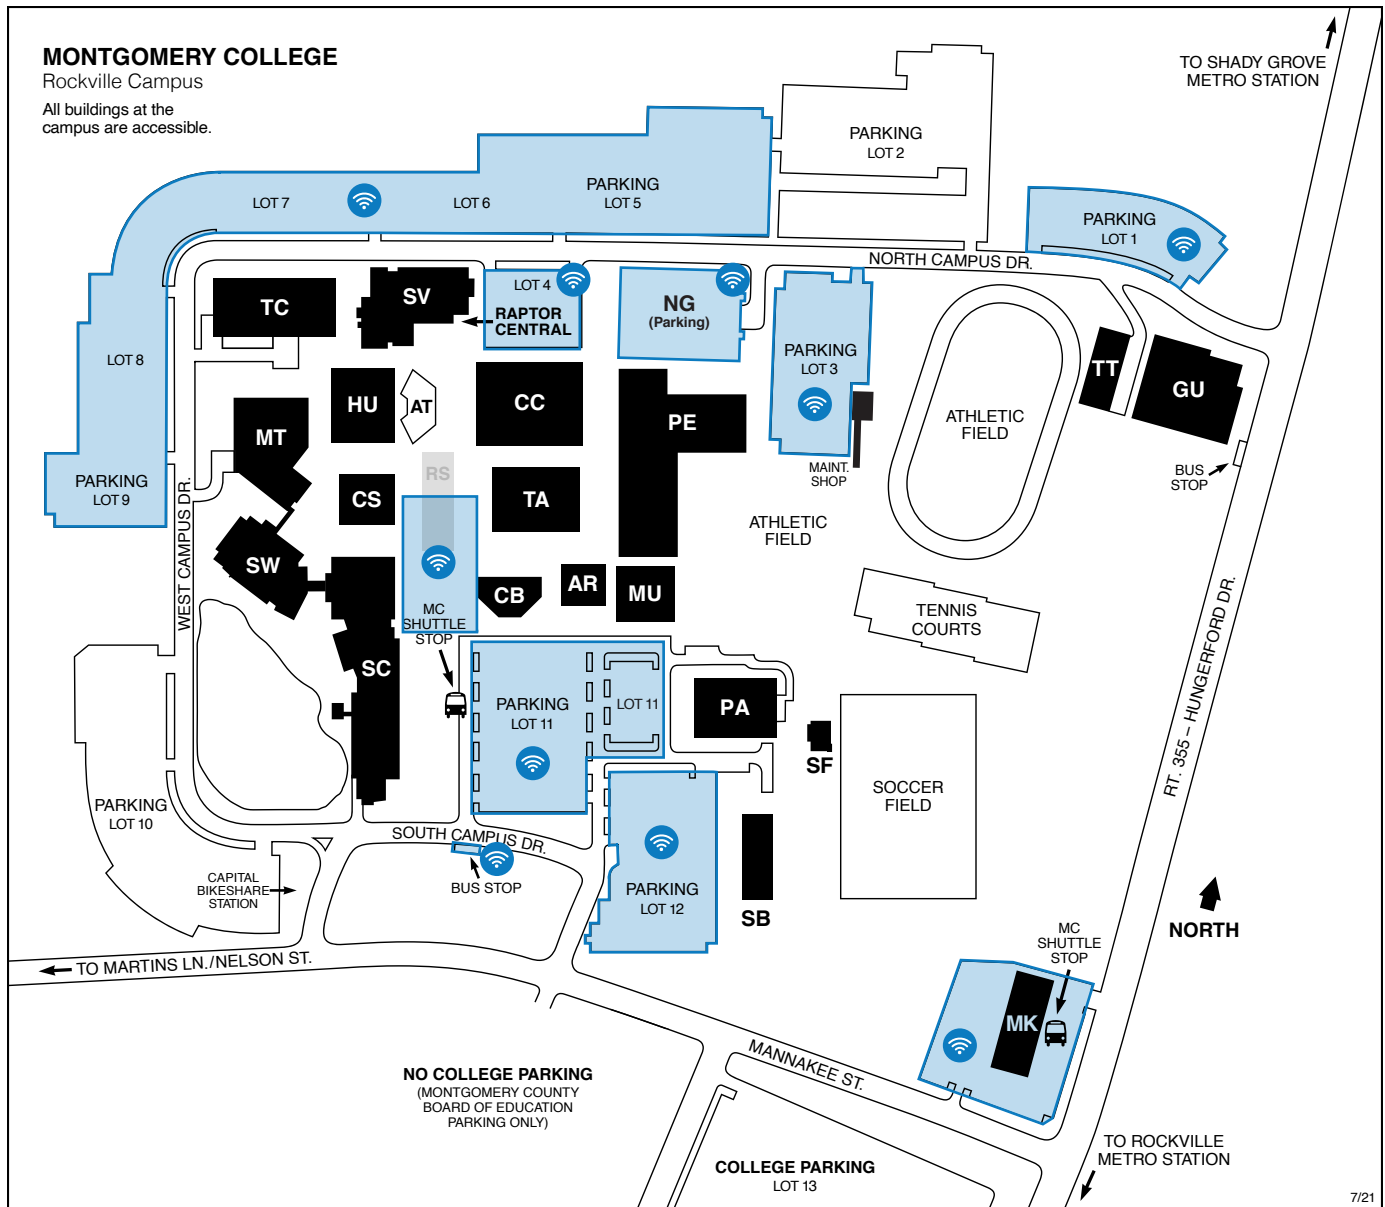 MONTGOMERY COLLEGE
Rockville Campus
All buildings at the
campus are accessible.
TO SHADY GROVE
METRO STATION
PARKING
LOT 2
PARKING
LOT 5
LOT 6
LOT 7
PARKING
LOT 1
NORTH CAMPUS DR.
TC
SV
LOT 4
RAPTOR
CENTRAL
NG
(Parking)
PARKING
LOT 3
LOT 8
TT
GU
HU
AT
CC
PE
ATHLETIC
FIELD
MT
MAINT.
SHOP
BUS
STOP
PARKING
LOT 9
RS
CS
TA
WEST CAMPUS DR.
ATHLETIC
FIELD
SW
CB
AR
MU
MC
SHUTTLE
STOP
TENNIS
COURTS
SC
PARKING
LOT 11
LOT 11
PA
SF
RT. 355 – HUNGERFORD DR.
SOCCER
FIELD
PARKING
LOT 10
SOUTH CAMPUS DR.
BUS STOP
CAPITAL
BIKESHARE
STATION
PARKING
LOT 12
SB
NORTH
MC
SHUTTLE
STOP
TO MARTINS LN./NELSON ST.
MK
MANNAKEE ST.
NO COLLEGE PARKING
(MONTGOMERY COUNTY
BOARD OF EDUCATION
PARKING ONLY)
COLLEGE PARKING
LOT 13
TO ROCKVILLE
METRO STATION
7/21